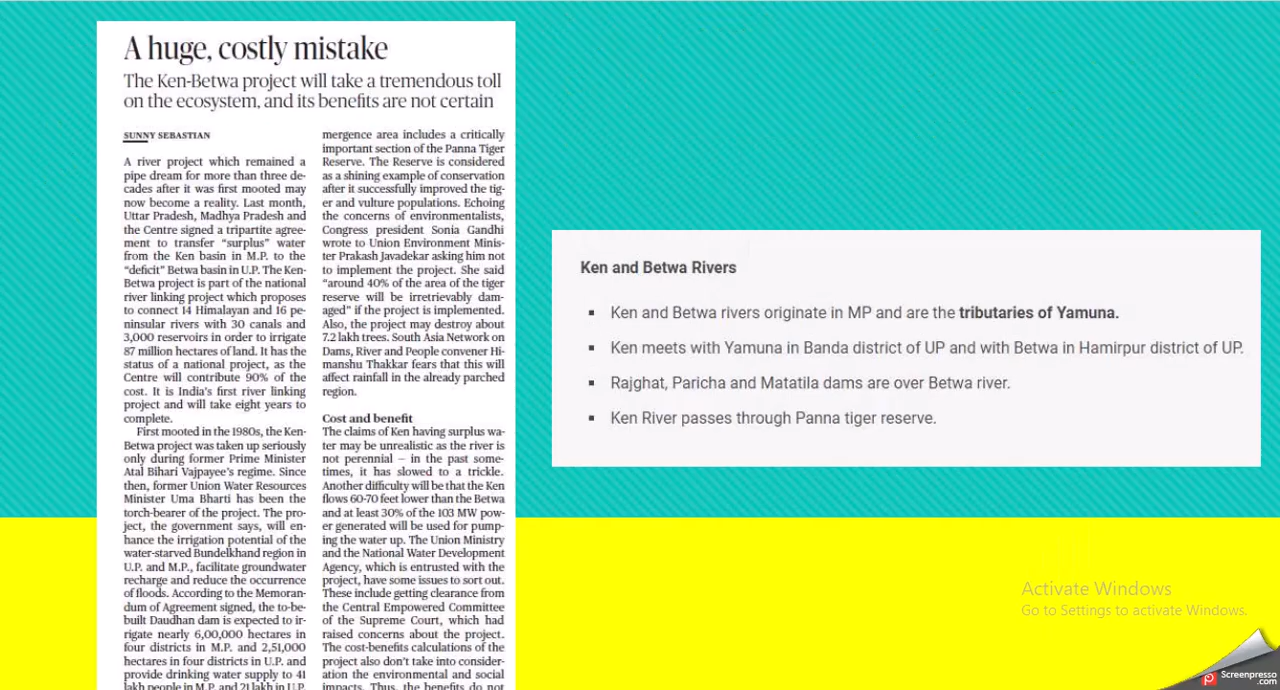 A huge, costly mistake
The Ken-Betwa project will take a tremendous toll
on the ecosystem, and its benefits are not certain
SUNNY SEBASTIAN
A river project which remained a
pipe dream for more than three de-
cades after it was first mooted may
now become a reality. Last month,
Uttar Pradesh, Madhya Pradesh and
the Centre signed a tripartite agree-
ment to transfer “surplus” water
from the Ken basin in M.P. to the
“deficit” Betwa basin in U.P. The Ken-
Betwa project is part of the national
river linking project which proposes
to connect 14 Himalayan and 16 pe-
ninsular rivers with 30 canals and
3,000 reservoirs in order to irrigate
87 million hectares of land. It has the
status of a national project, as the
Centre will contribute 90% of the
cost. It is India’s first river linking
project and will take eight years to
complete.
First mooted in the 1980s, the Ken-
Betwa project was taken up seriously
only during former Prime Minister
Atal Bihari Vajpayee’s regime. Since
then, former Union Water Resources
Minister Uma Bharti has been the
torch-bearer of the project. The pro-
ject, the government says, will en-
hance the irrigation potential of the
water-starved Bundelkhand region in
U.P. and M.P., facilitate groundwater
recharge and reduce the occurrence
of floods. According to the Memoran-
dum of Agreement signed, the to-be-
built Daudhan dam is expected to ir-
rigate nearly 6,00,000 hectares in
four districts in M.P. and 2,51,000
hectares in four districts in U.P. and
provide drinking water supply to 41
lakh people in M.P. and 21 lakh in U.P.
mergence area includes a critically
important section of the Panna Tiger
Reserve. The Reserve is considered
as a shining example of conservation
after it successfully improved the tig-
er and vulture populations. Echoing
the concerns of environmentalists,
Congress president Sonia Gandhi
wrote to Union Environment Minis-
ter Prakash Javadekar asking him not
to implement the project. She said
“around 40% of the area of the tiger
reserve will be irretrievably dam-
aged” if the project is implemented.
Also, the project may destroy about
7.2 lakh trees. South Asia Network on
Dams, River and People convener Hi-
manshu Thakkar fears that this will
affect rainfall in the already parched
region.
Cost and benefit
The claims of Ken having surplus wa-
ter may be unrealistic as the river is
not perennial – in the past some-
times, it has slowed to a trickle.
Another difficulty will be that the Ken
flows 60-70 feet lower than the Betwa
and at least 30% of the 103 MW pow-
er generated will be used for pump-
ing the water up. The Union Ministry
and the National Water Development
Agency, which is entrusted with the
project, have some issues to sort out.
These include getting clearance from
the Central Empowered Committee
of the Supreme Court, which had
raised concerns about the project.
The cost-benefits calculations of the
project also don’t take into consider-
ation the environmental and social
impacts. Thus, the benefits do not
Ken and Betwa Rivers
▪ Ken and Betwa rivers originate in MP and are the tributaries of Yamuna.
▪ Ken meets with Yamuna in Banda district of UP and with Betwa in Hamirpur district of UP.
▪ Rajghat, Paricha and Matatila dams are over Betwa river.
▪ Ken River passes through Panna tiger reserve.
Activate Windows
Go to Settings to activate Windows.
Screenpresso
.com